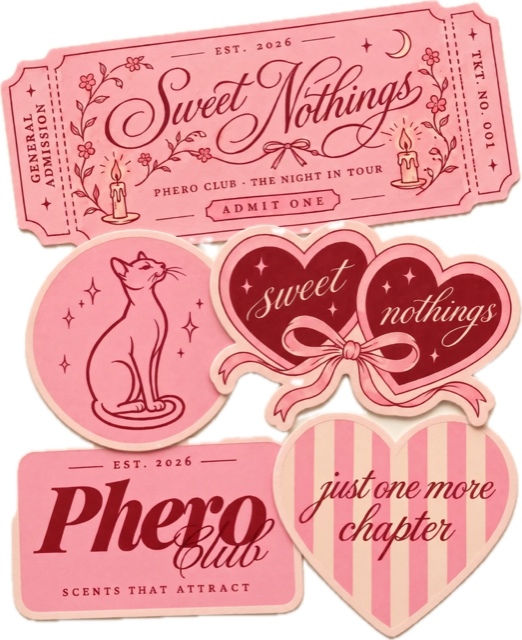 EST. 2026
Sweet Nothings
GENERAL
ADMISSION
TKT NO. 001
PHERO CLUB · THE NIGHT IN TOUR
ADMIT ONE
sweet
nothings
EST. 2026
Phero
Club
SCENTS THAT ATTRACT
just one more
chapter